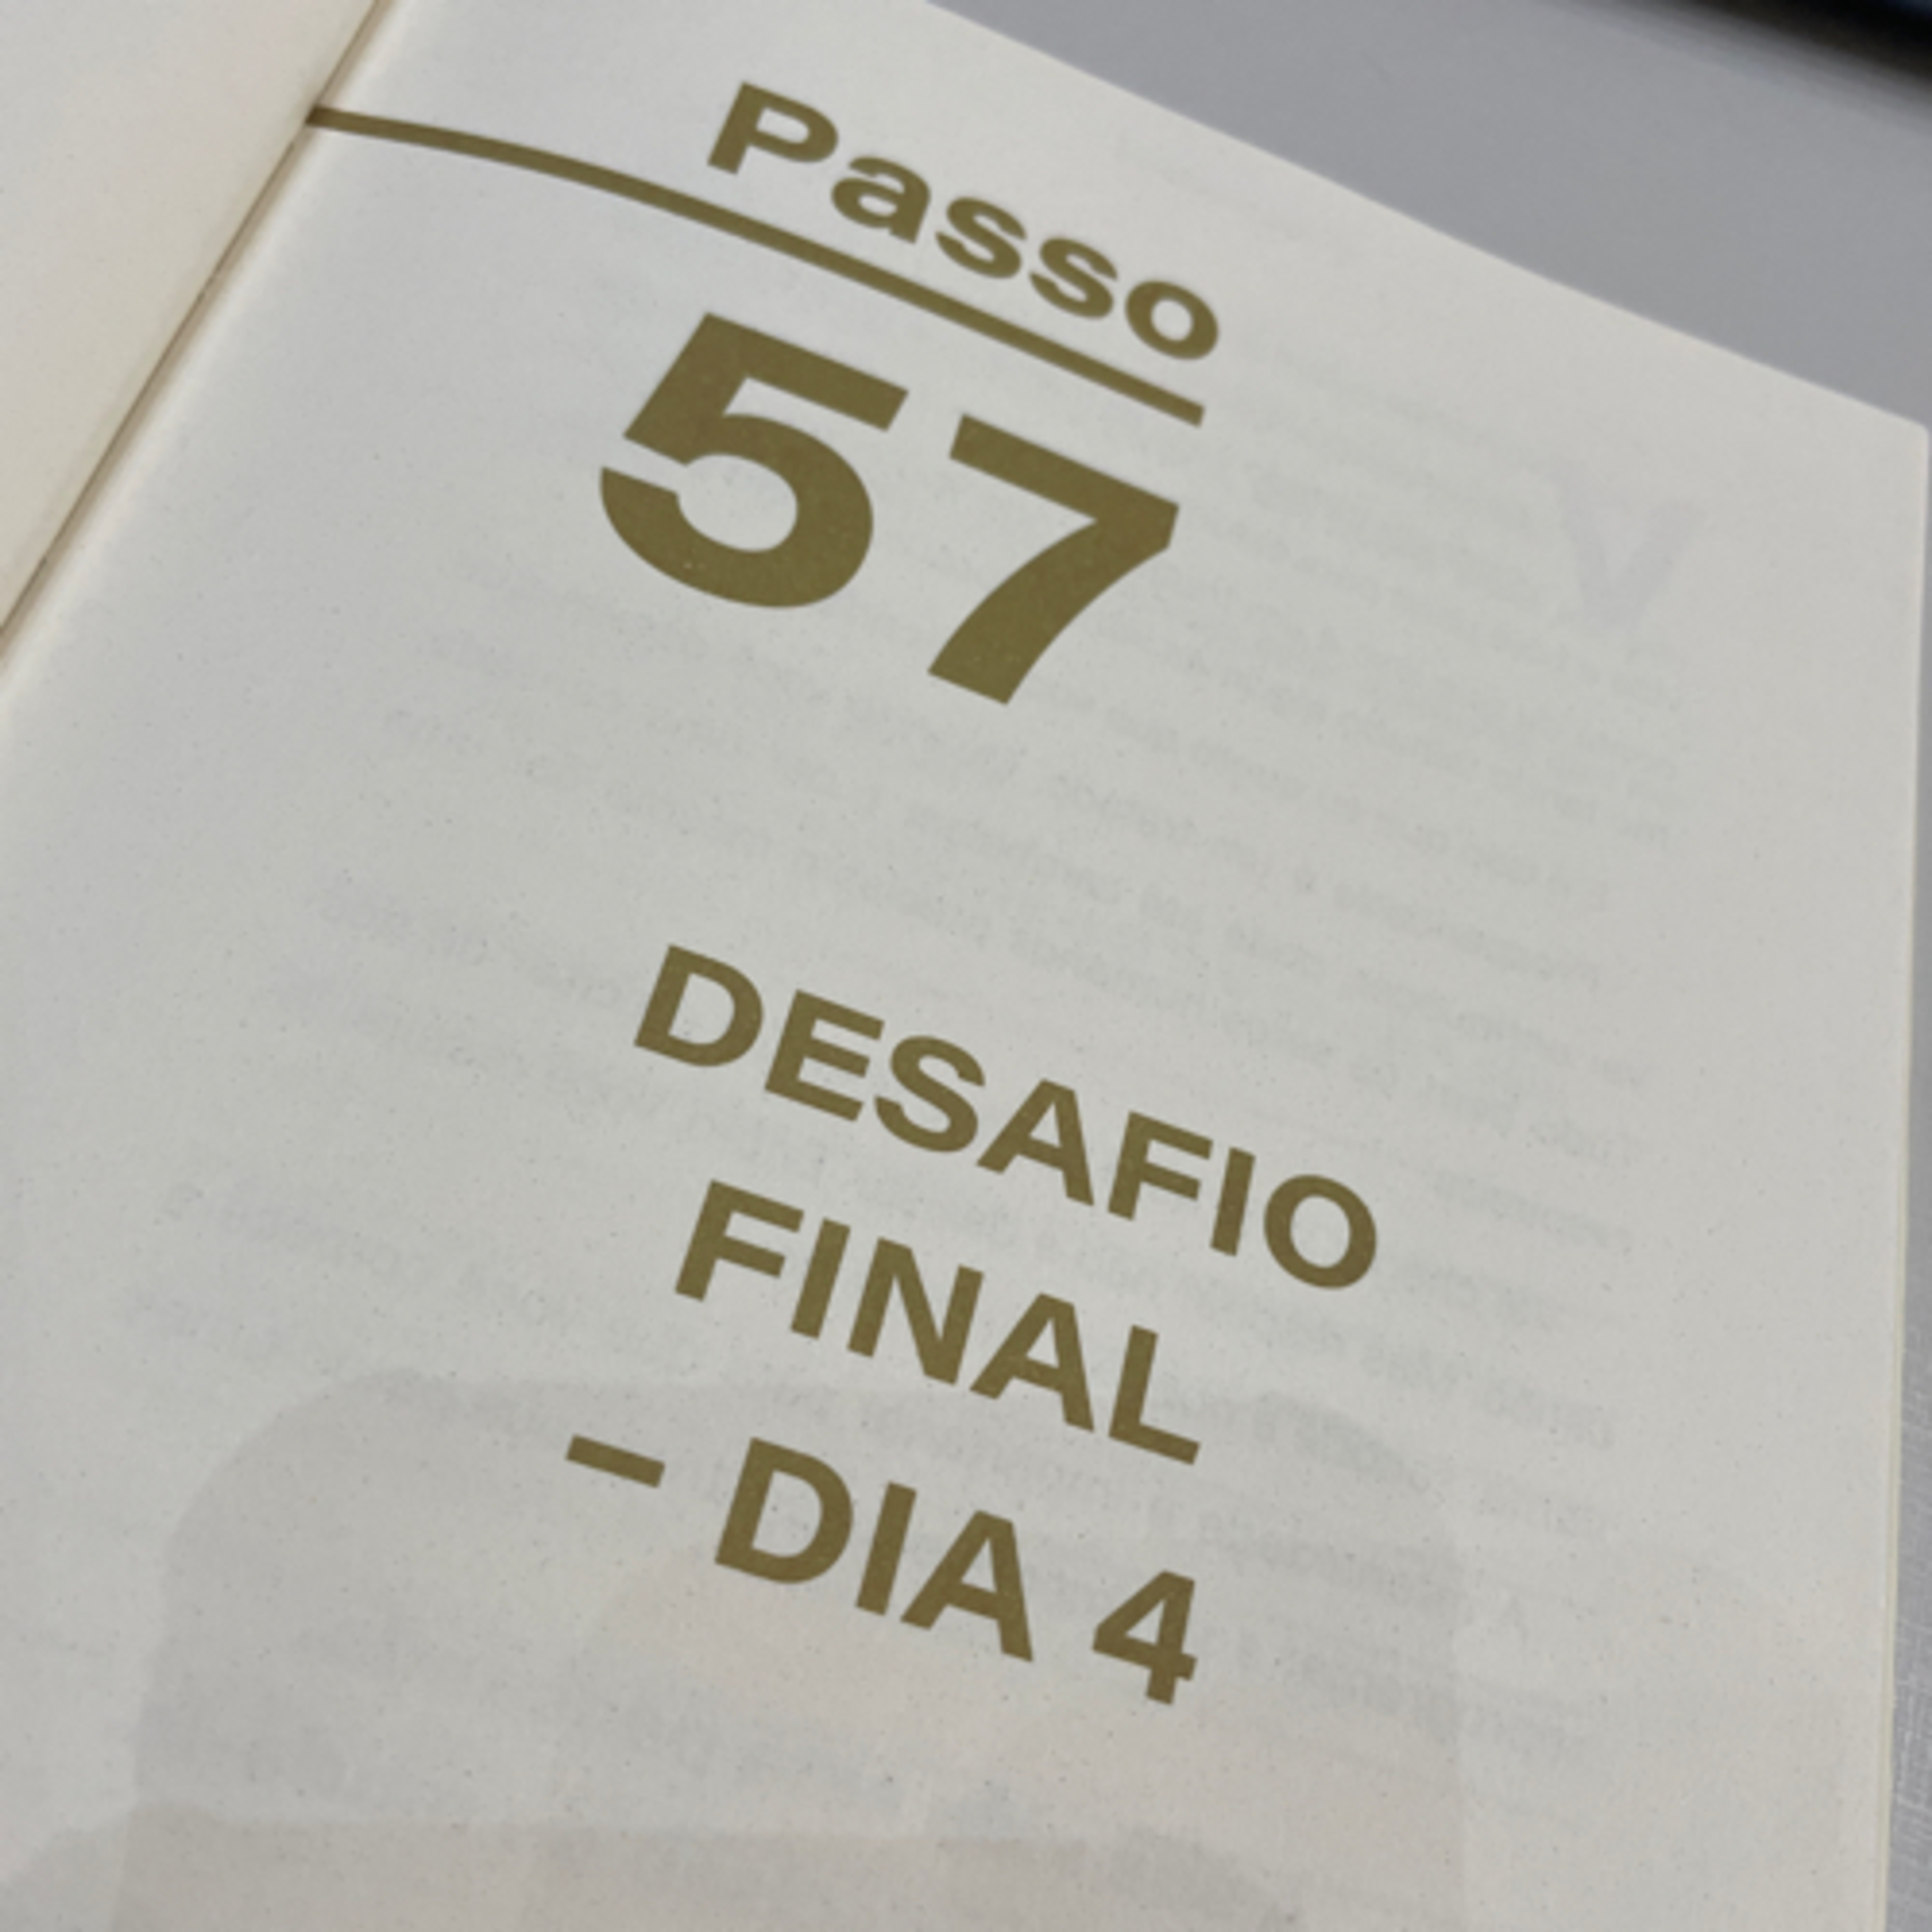 Passo
57
DESAFIO
FINAL
– DIA 4